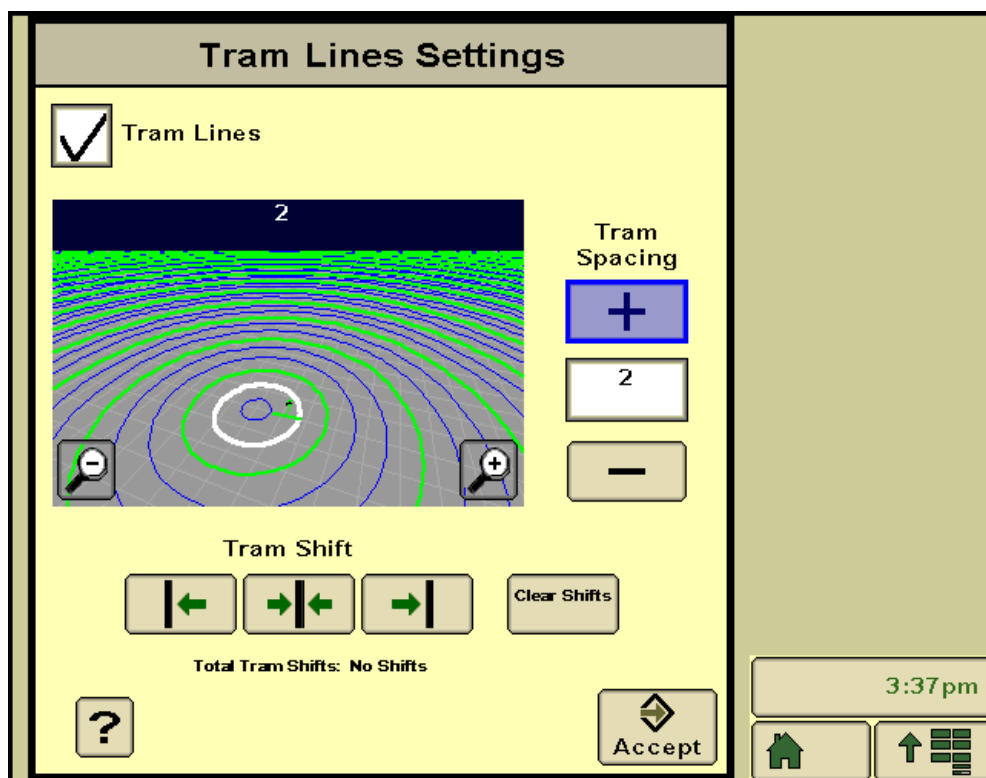 Tram Lines Settings
Tram Lines
2
Tram
Spacing
+
2
−
Tram Shift
Clear Shifts
Total Tram Shifts: No Shifts
?
Accept
3:37pm